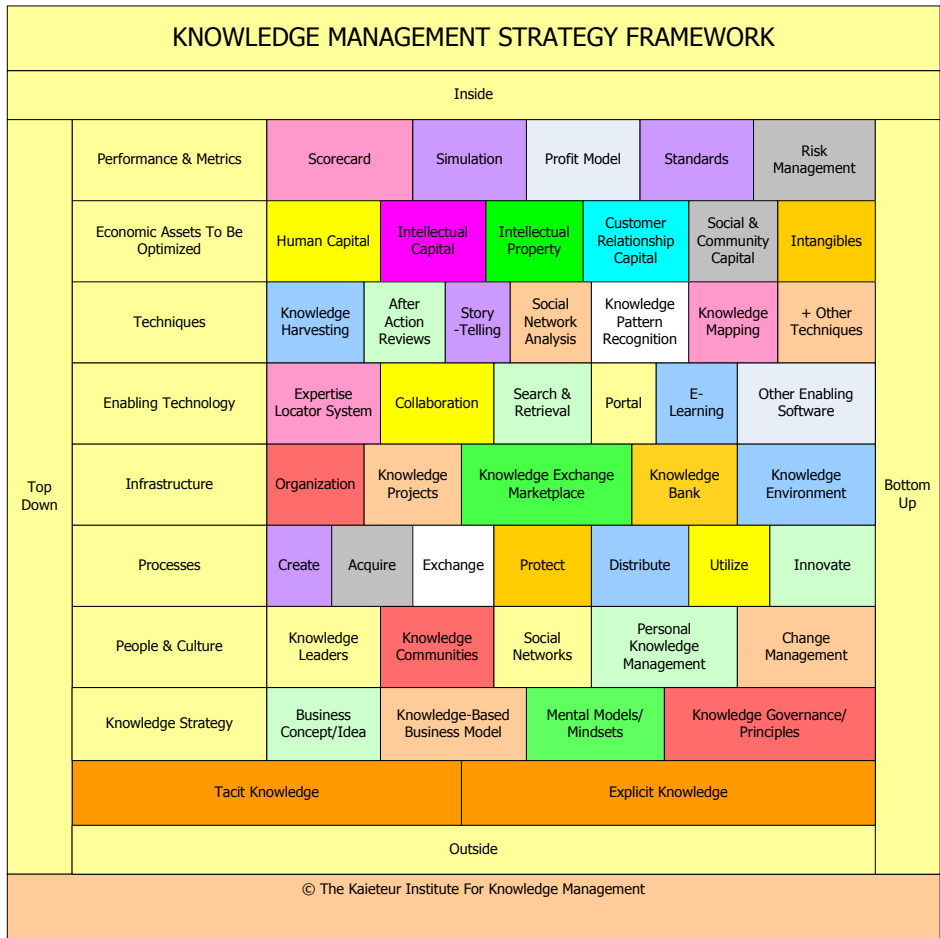 KNOWLEDGE MANAGEMENT STRATEGY FRAMEWORK
Inside
Top
Down
Bottom
Up
Performance & Metrics
Scorecard
Simulation
Profit Model
Standards
Risk
Management
Economic Assets To Be
Optimized
Human Capital
Intellectual
Capital
Intellectual
Property
Customer
Relationship
Capital
Social &
Community
Capital
Intangibles
Techniques
Knowledge
Harvesting
After
Action
Reviews
Story
-Telling
Social
Network
Analysis
Knowledge
Pattern
Recognition
Knowledge
Mapping
+ Other
Techniques
Enabling Technology
Expertise
Locator System
Collaboration
Search &
Retrieval
Portal
E-
Learning
Other Enabling
Software
Infrastructure
Organization
Knowledge
Projects
Knowledge Exchange
Marketplace
Knowledge
Bank
Knowledge
Environment
Processes
Create
Acquire
Exchange
Protect
Distribute
Utilize
Innovate
People & Culture
Knowledge
Leaders
Knowledge
Communities
Social
Networks
Personal
Knowledge
Management
Change
Management
Knowledge Strategy
Business
Concept/Idea
Knowledge-Based
Business Model
Mental Models/
Mindsets
Knowledge Governance/
Principles
Tacit Knowledge
Explicit Knowledge
Outside
© The Kaieteur Institute For Knowledge Management